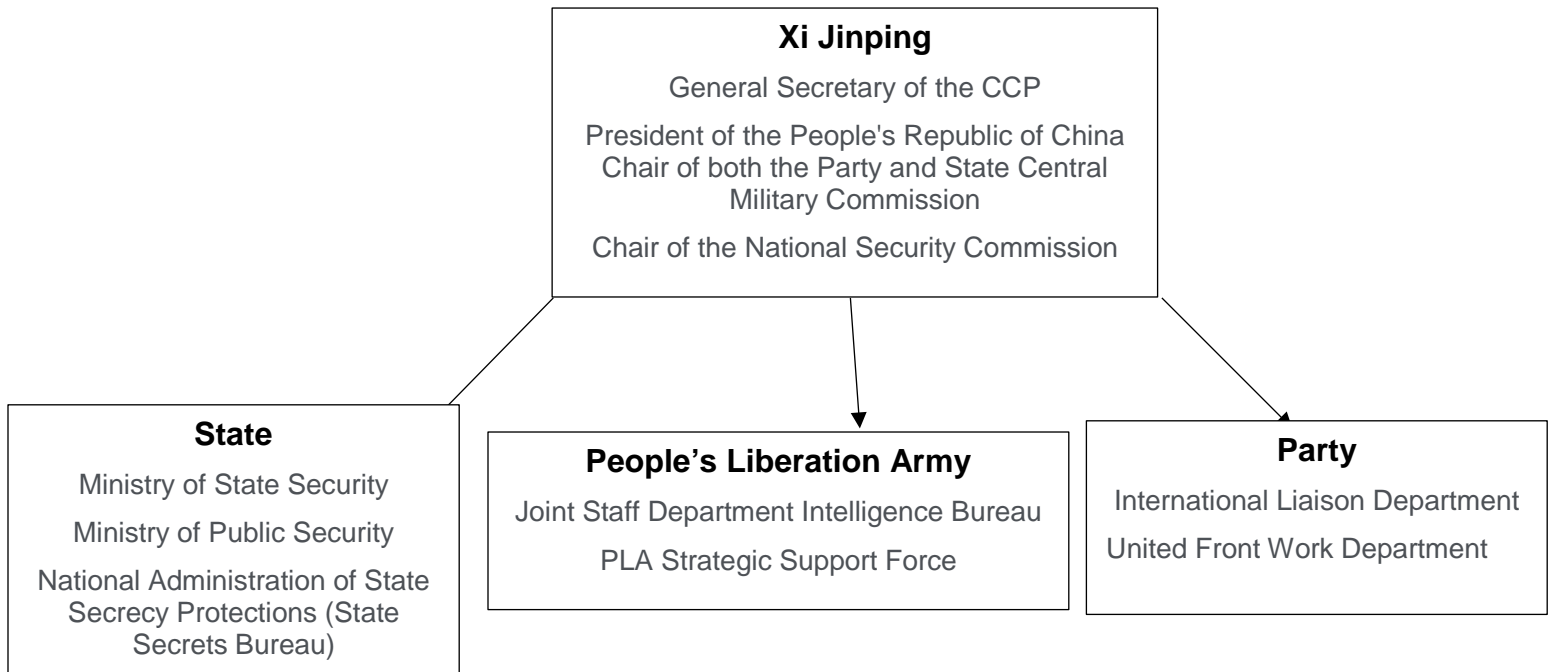 Xi Jinping
General Secretary of the CCP
President of the People's Republic of China
Chair of both the Party and State Central
Military Commission
Chair of the National Security Commission
State
Ministry of State Security
Ministry of Public Security
National Administration of State
Secrecy Protections (State
Secrets Bureau)
People’s Liberation Army
Joint Staff Department Intelligence Bureau
PLA Strategic Support Force
Party
International Liaison Department
United Front Work Department